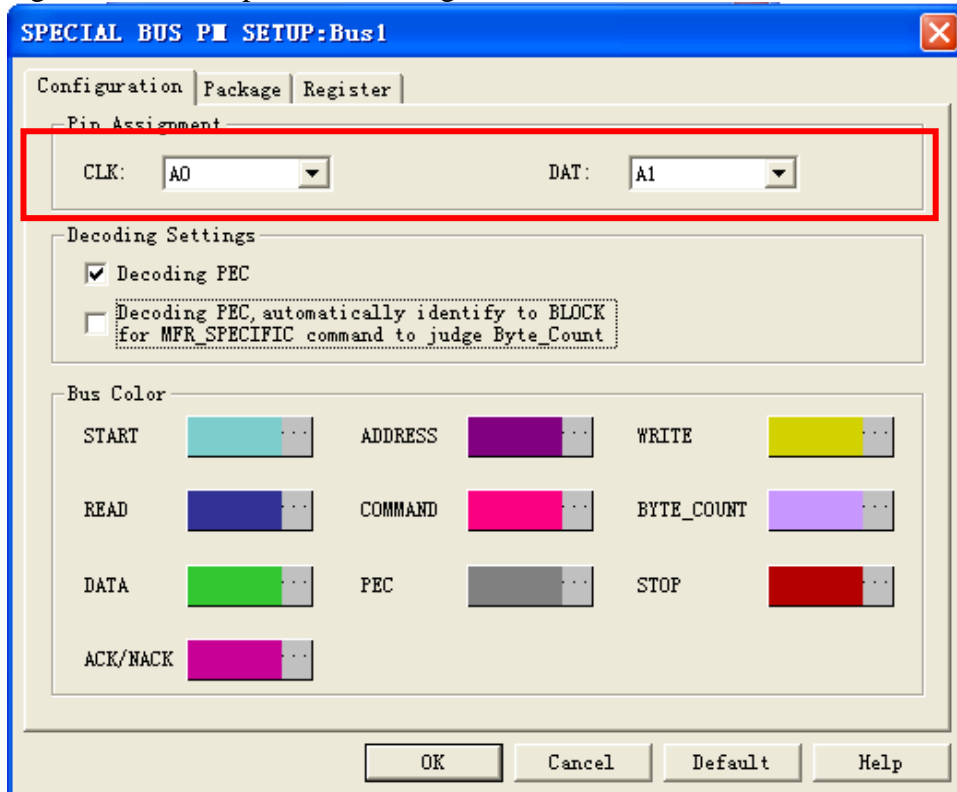 SPECIAL BUS PM SETUP:Bus1
Configuration Package Register
Pin Assignment
CLK: A0 DAT: A1
Decoding Settings
Decoding PEC
Decoding PEC, automatically identify to BLOCK
for MFR_SPECIFIC command to judge Byte_Count
Bus Color
START ... ADDRESS ... WRITE ...
READ ... COMMAND ... BYTE_COUNT ...
DATA ... PEC ... STOP ...
ACK/NACK ...
OK Cancel Default Help